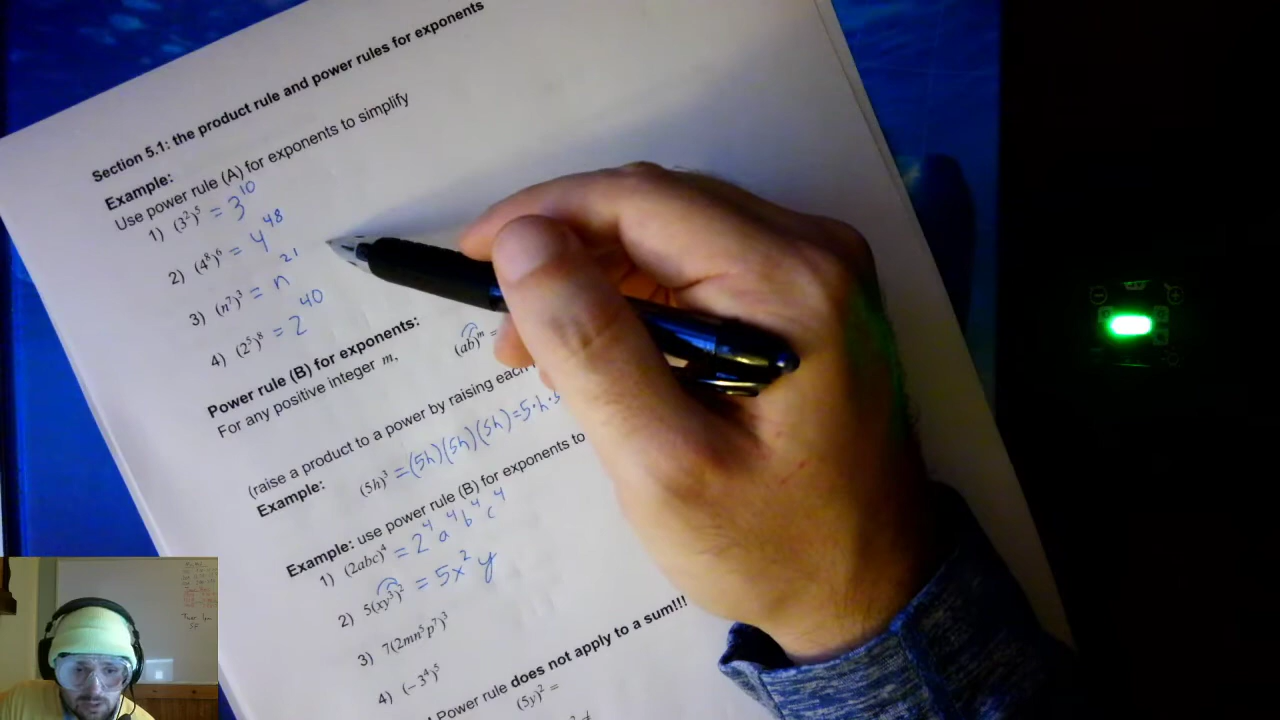 Section 5.1: the product rule and power rules for exponents
Example:
Use power rule (A) for exponents to simplify
1) (3²)⁵ = 3¹⁰
2) (4⁸)⁶ = 4⁴⁸
3) (n⁷)³ = n²¹
4) (2⁵)⁸ = 2⁴⁰
Power rule (B) for exponents:
For any positive integer m, (ab)ᵐ =
(raise a product to a power by raising each
Example: (5h)³ = (5h)(5h)(5h) = 5·h·5
Example: use power rule (B) for exponents to
1) (2abc)⁴ = 2⁴a⁴b⁴c⁴
2) 5(xy³)² = 5x²y
3) 7(2mn⁵p⁷)³
4) (−3⁴)⁵
Power rule does not apply to a sum!!!
(5y)² =